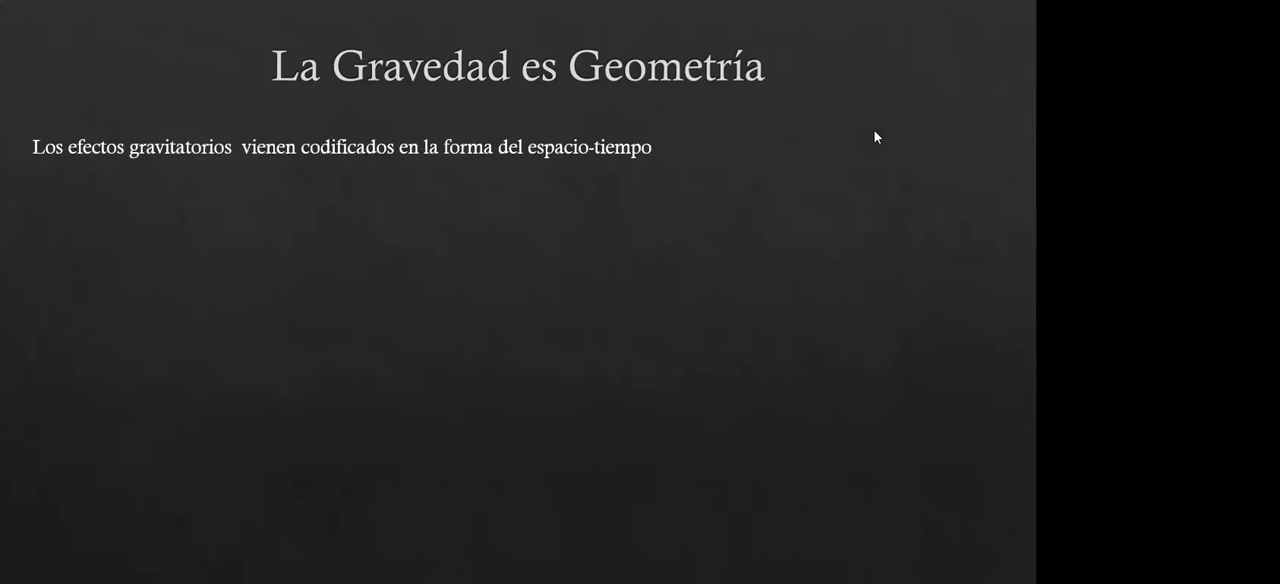 La Gravedad es Geometría
Los efectos gravitatorios  vienen codificados en la forma del espacio-tiempo